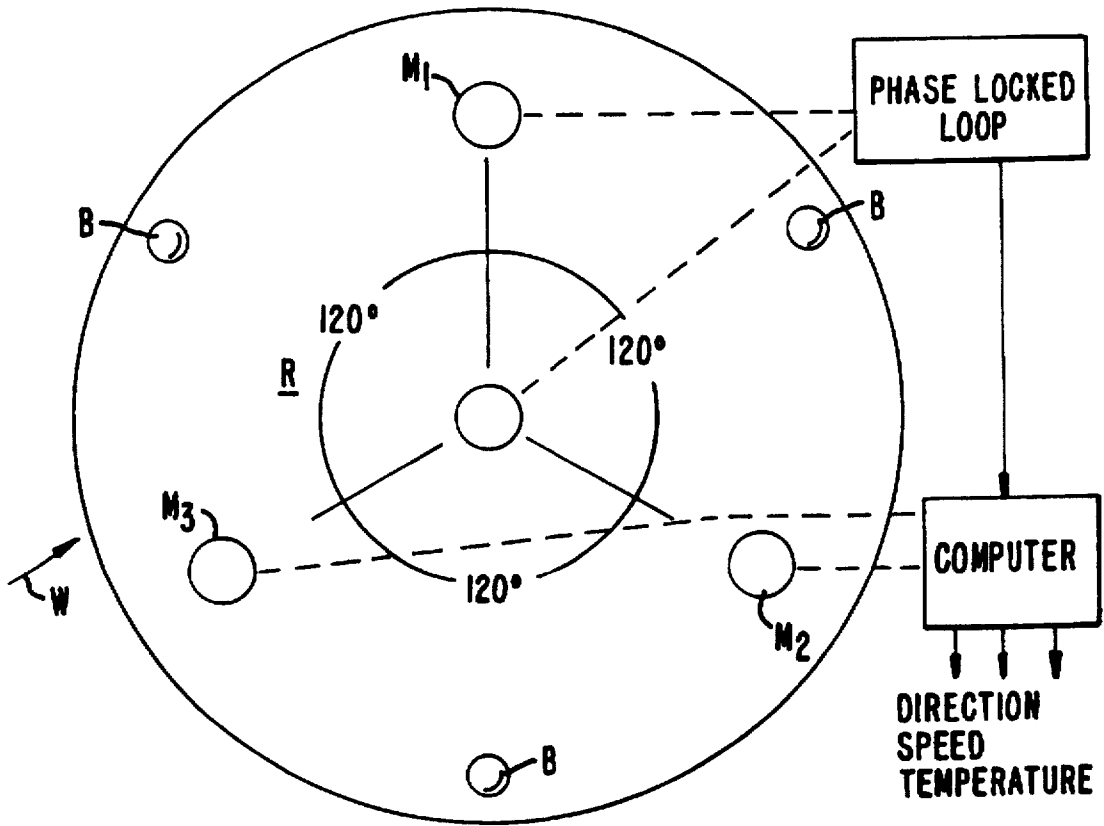 M1
PHASE LOCKED
LOOP
B
B
120°
120°
R
M3
W
120°
M2
COMPUTER
B
DIRECTION
SPEED
TEMPERATURE